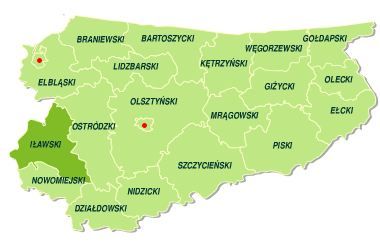 GOŁDAPSKI
BRANIEWSKI
BARTOSZYCKI
WĘGORZEWSKI
LIDZBARSKI
KĘTRZYŃSKI
ELBLĄSKI
OLECKI
GIŻYCKI
OLSZTYŃSKI
EŁCKI
MRĄGOWSKI
OSTRÓDZKI
IŁAWSKI
PISKI
SZCZYCIEŃSKI
NOWOMIEJSKI
NIDZICKI
DZIAŁDOWSKI